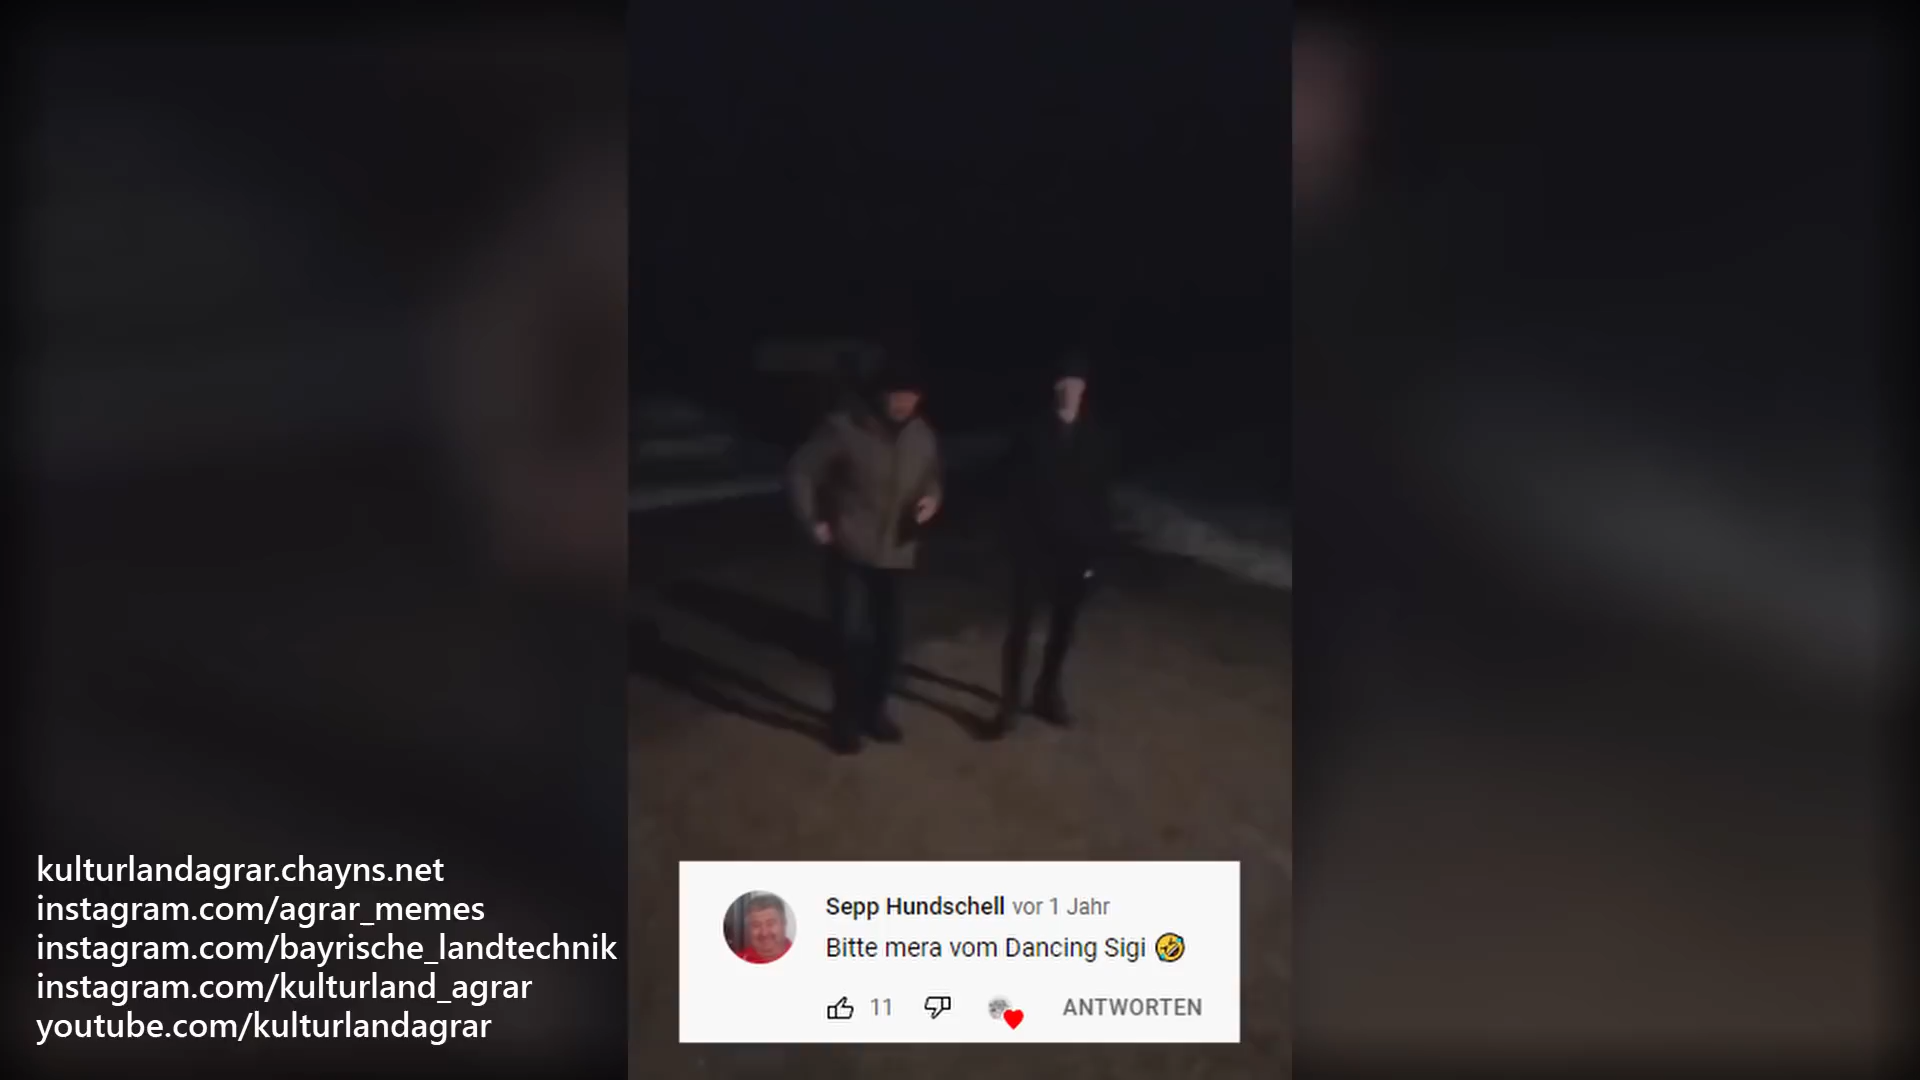 kulturlandagrar.chayns.net
instagram.com/agrar_memes
instagram.com/bayrische_landtechnik
instagram.com/kulturland_agrar
youtube.com/kulturlandagrar
Sepp Hundschell vor 1 Jahr
Bitte mera vom Dancing Sigi 🤣
11 ANTWORTEN